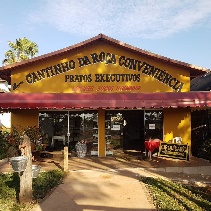 CANTINHO DA ROÇA CONVENIÊNCIA
PRATOS EXECUTIVOS